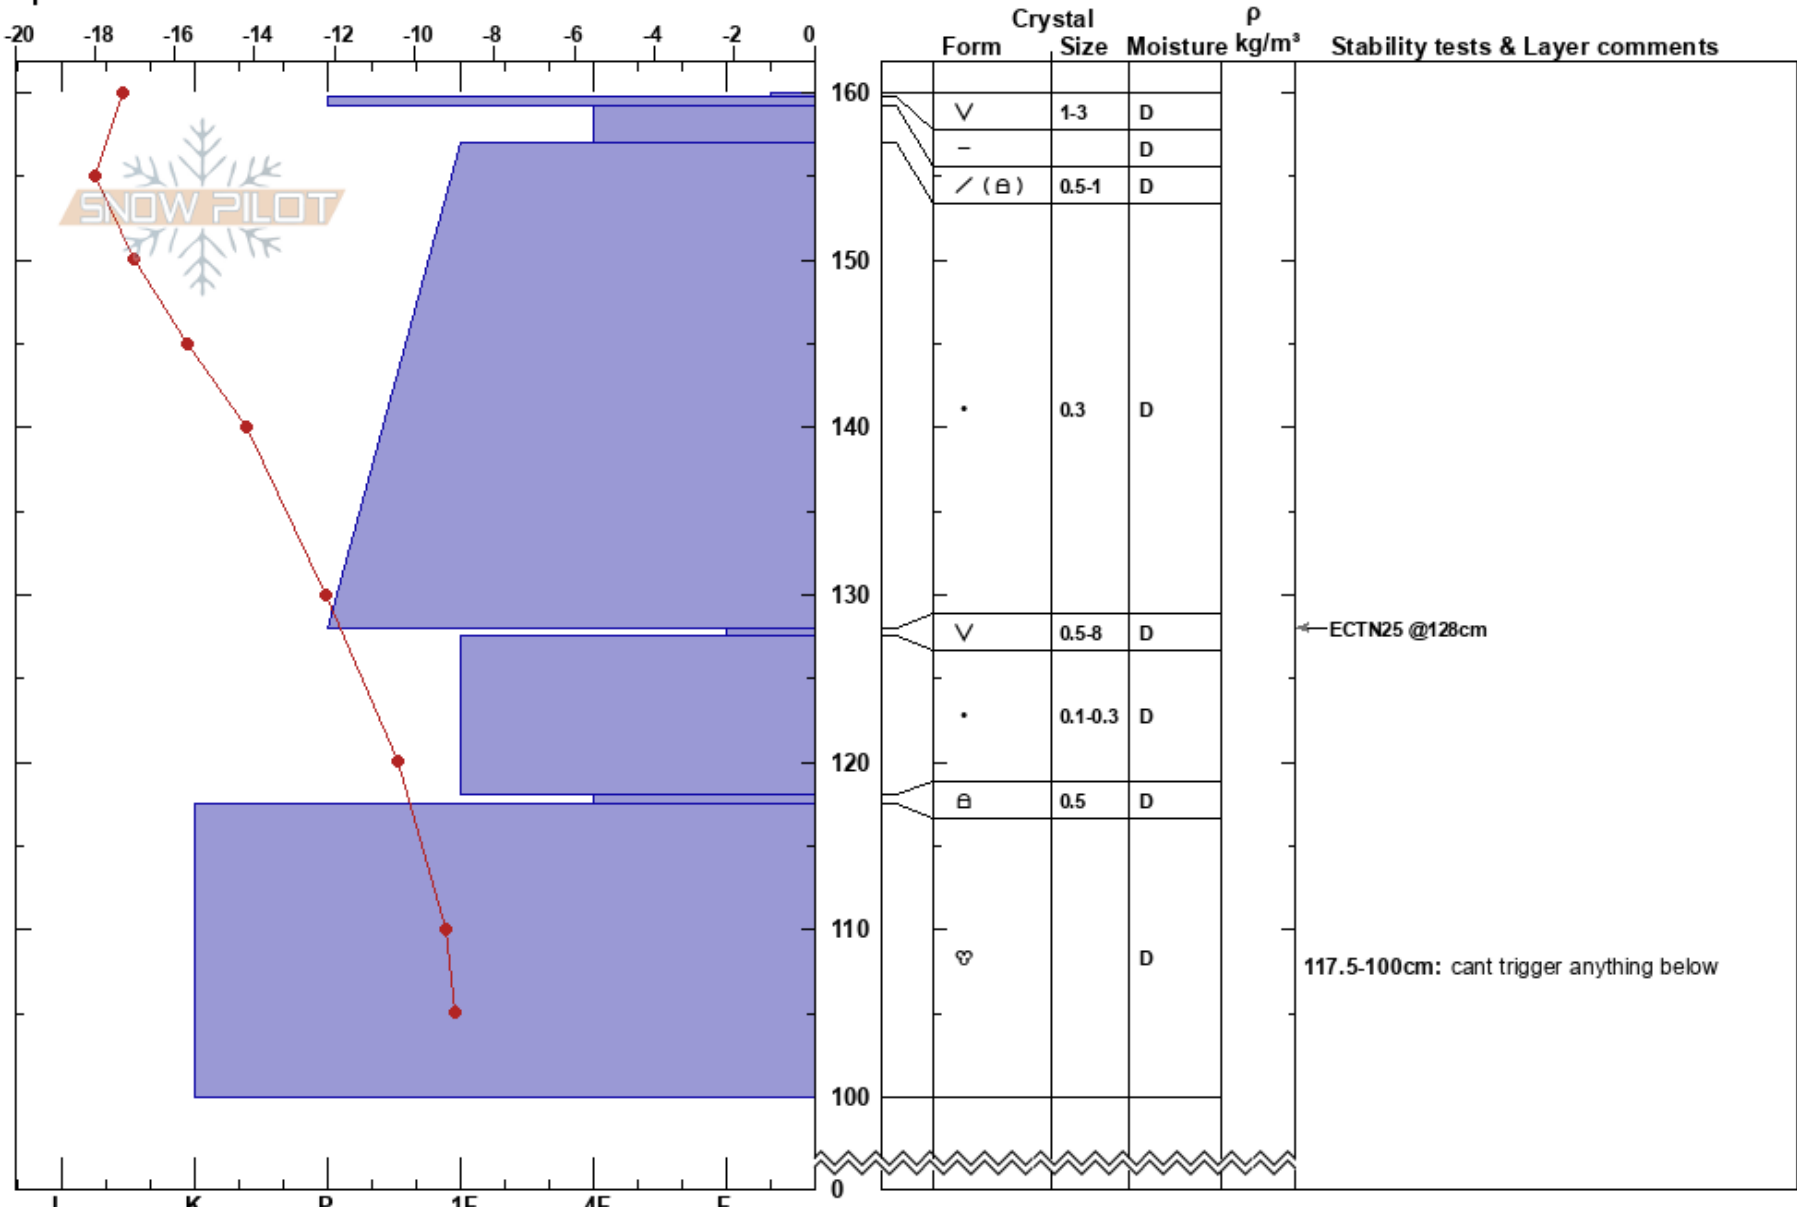 Crystal ρ
-20 -18 -16 -14 -12 -10 -8 -6 -4 -2 0 Form Size Moisture kg/m³ Stability tests & Layer comments
160
1-3 D
- D
SNOW PILOT
/ ( ) 0.5-1 D
150
140 0.3 D
130
0.5-8 D ECTN25 @128cm
0.1-0.3 D
120
0.5 D
110
D 117.5-100cm: cant trigger anything below
100
0
K P 1F 4F F